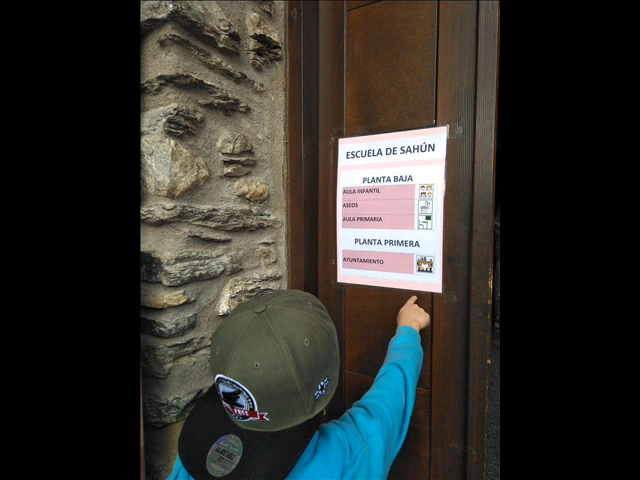 ESCUELA DE SAHÚN
PLANTA BAJA
AULA INFANTIL
ASEOS
AULA PRIMARIA
PLANTA PRIMERA
AYUNTAMIENTO